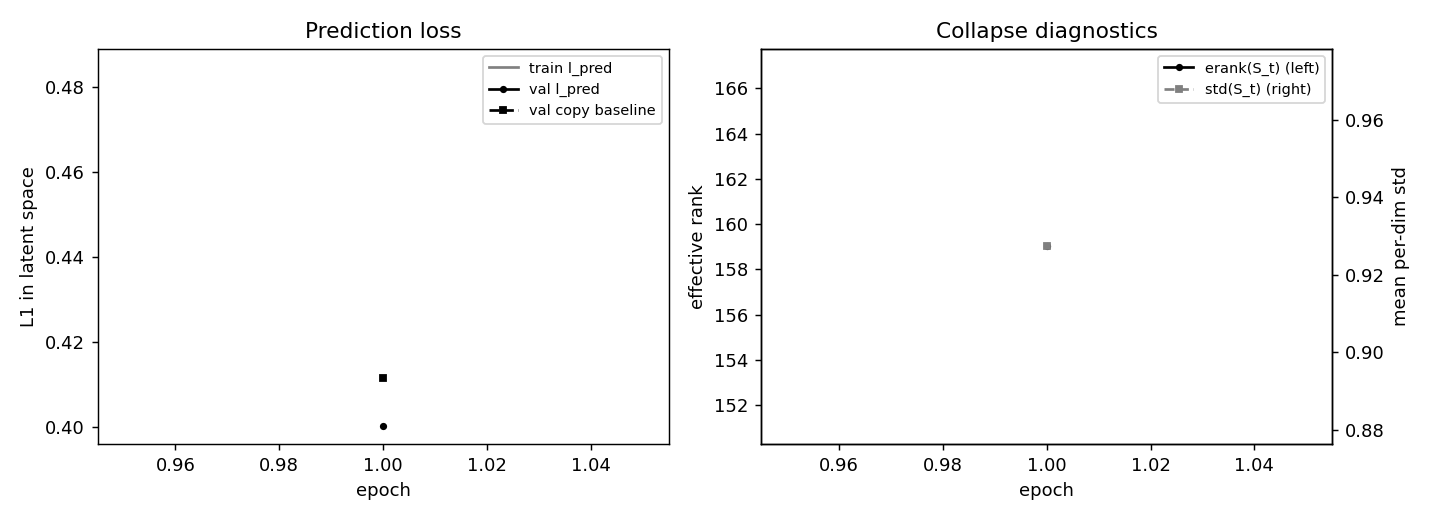 Prediction loss
L1 in latent space
0.48
0.46
0.44
0.42
0.40
train l_pred
val l_pred
val copy baseline
0.96 0.98 1.00 1.02 1.04
epoch
Collapse diagnostics
effective rank
166
164
162
160
158
156
154
152
erank(S_t) (left)
std(S_t) (right)
0.96
0.94
0.92
0.90
0.88
mean per-dim std
0.96 0.98 1.00 1.02 1.04
epoch